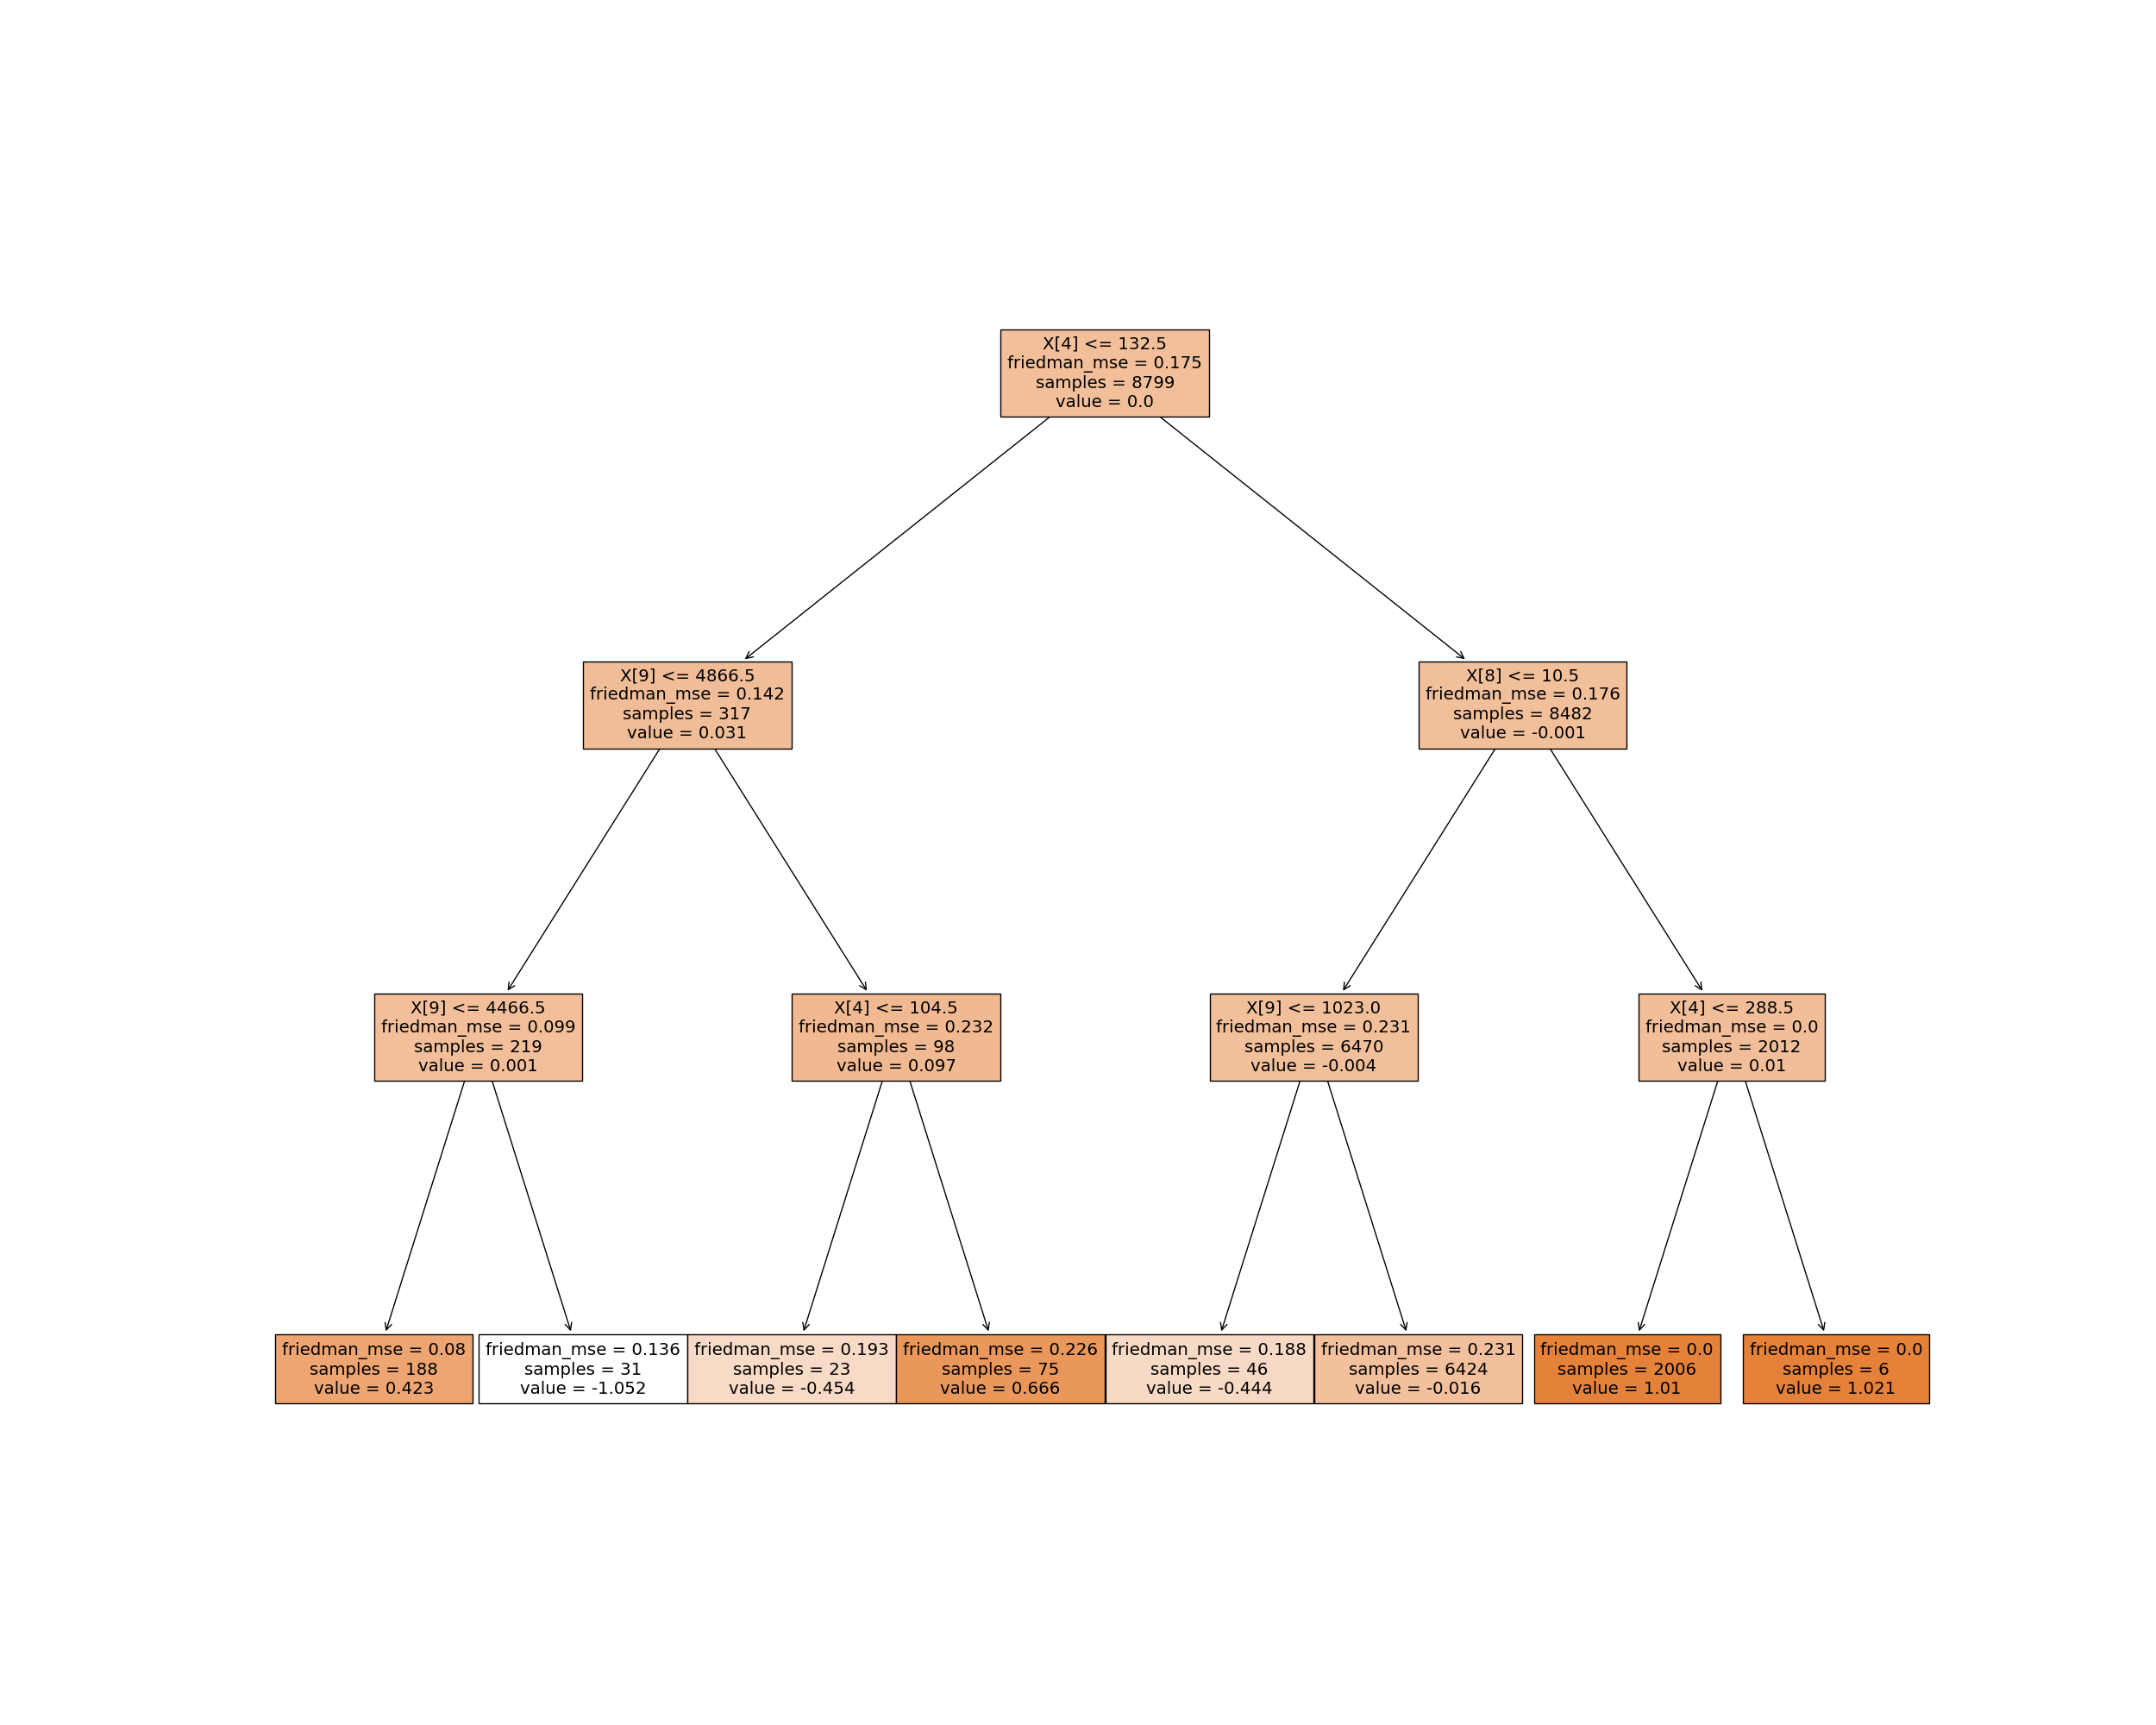 X[4] <= 132.5
friedman_mse = 0.175
samples = 8799
value = 0.0
X[9] <= 4866.5
friedman_mse = 0.142
samples = 317
value = 0.031
X[8] <= 10.5
friedman_mse = 0.176
samples = 8482
value = -0.001
X[9] <= 4466.5
friedman_mse = 0.099
samples = 219
value = 0.001
X[4] <= 104.5
friedman_mse = 0.232
samples = 98
value = 0.097
X[9] <= 1023.0
friedman_mse = 0.231
samples = 6470
value = -0.004
X[4] <= 288.5
friedman_mse = 0.0
samples = 2012
value = 0.01
friedman_mse = 0.08
samples = 188
value = 0.423
friedman_mse = 0.136
samples = 31
value = -1.052
friedman_mse = 0.193
samples = 23
value = -0.454
friedman_mse = 0.226
samples = 75
value = 0.666
friedman_mse = 0.188
samples = 46
value = -0.444
friedman_mse = 0.231
samples = 6424
value = -0.016
friedman_mse = 0.0
samples = 2006
value = 1.01
friedman_mse = 0.0
samples = 6
value = 1.021